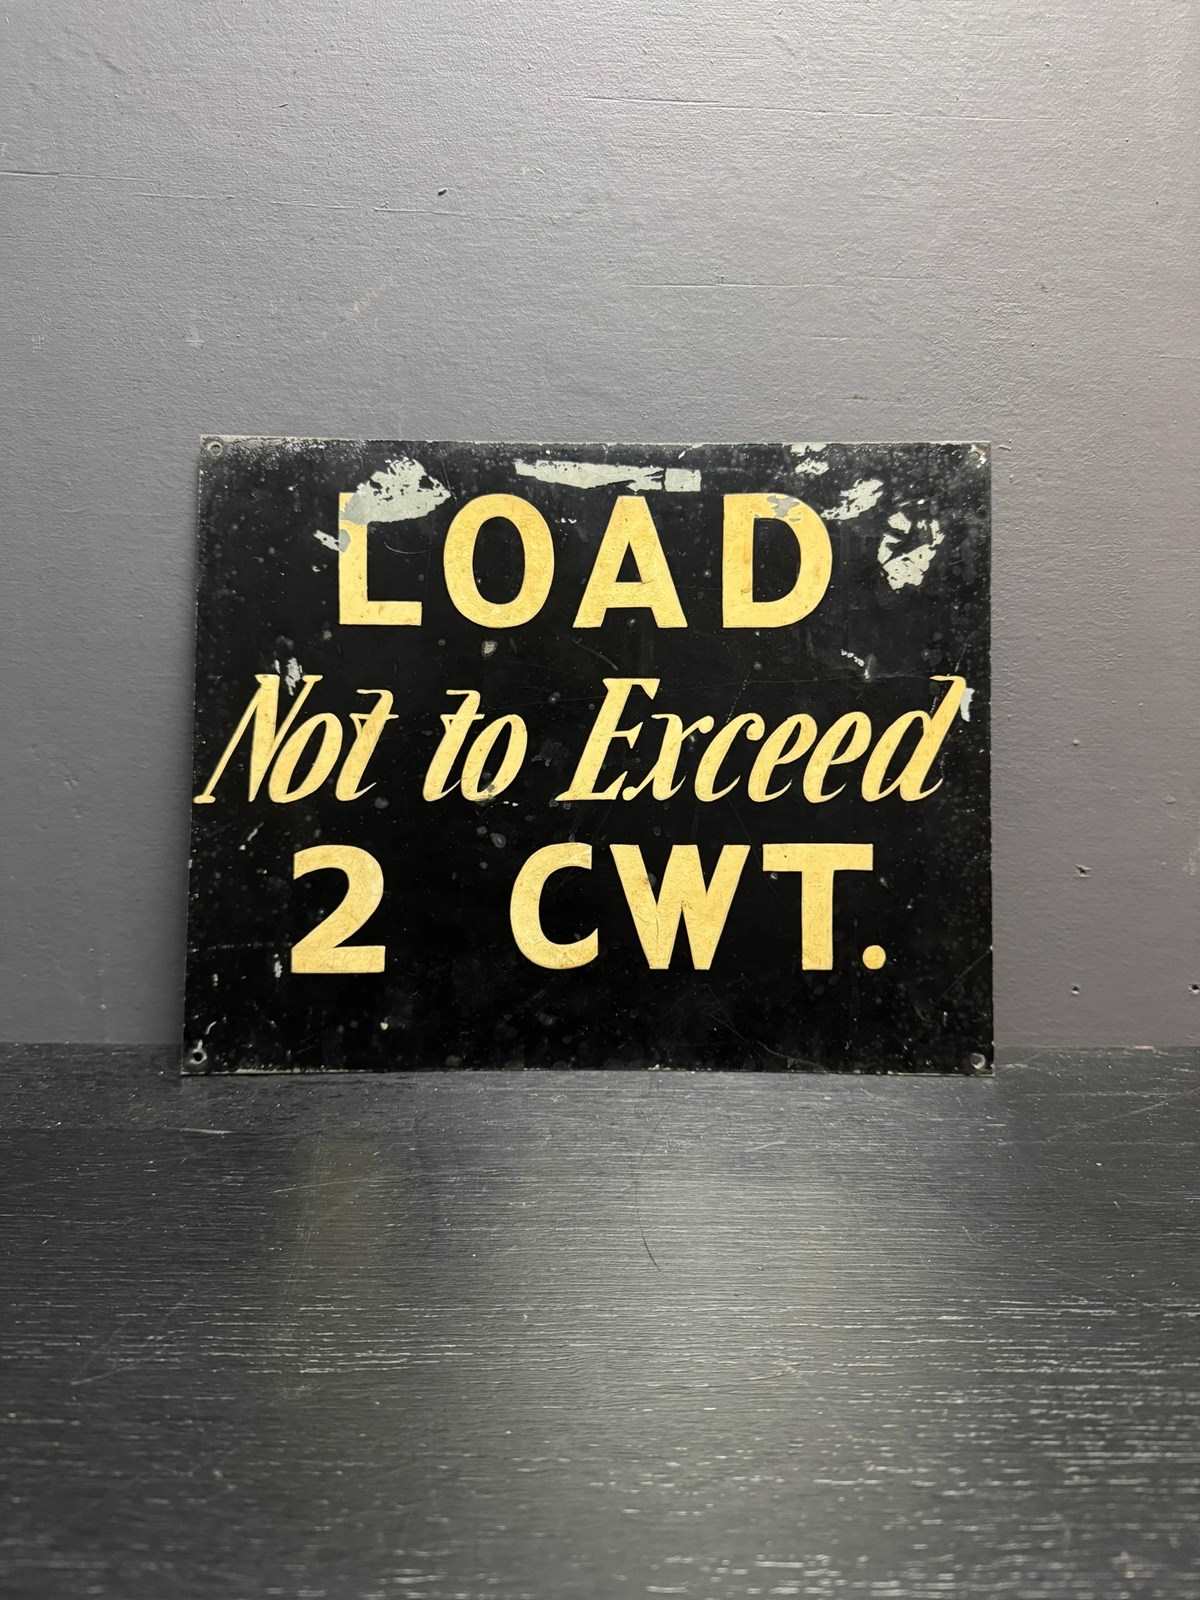 LOAD
Not to Exceed
2 CWT.